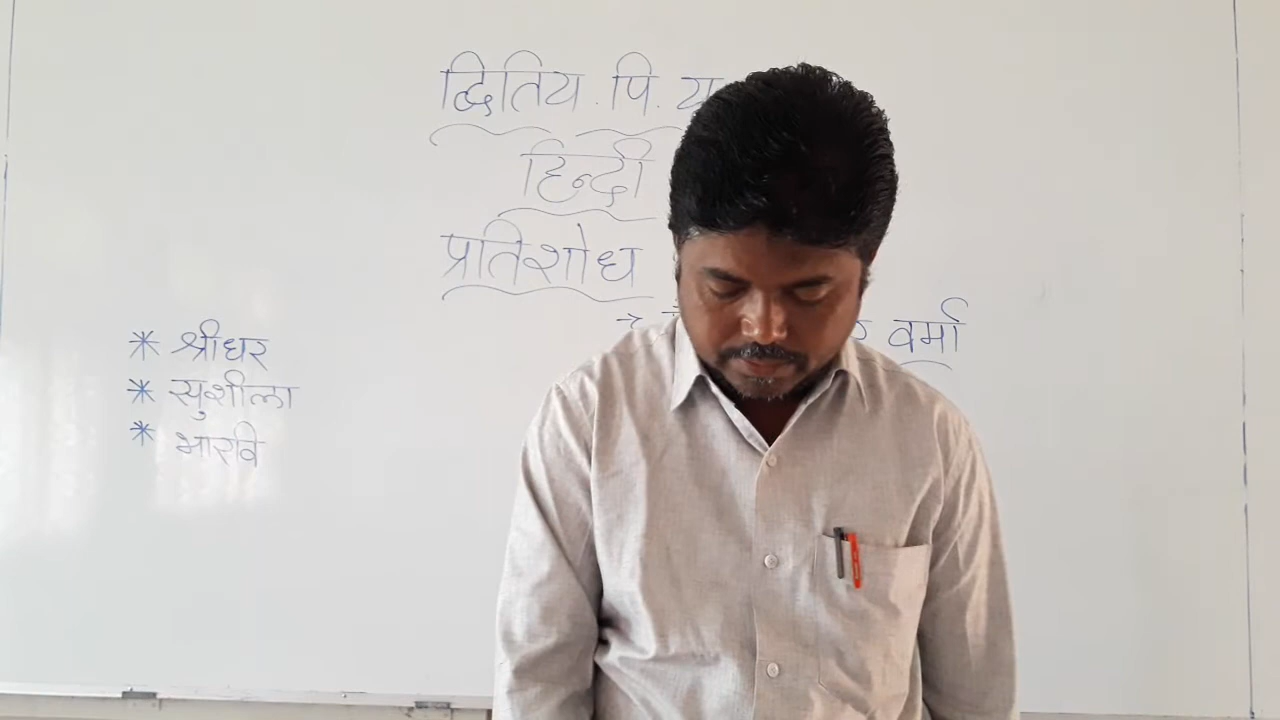 द्वितिय . पि . यु
हिन्दी
प्रतिशोध
→ वर्मा
* श्रीधर
* सुशीला
* भारवि